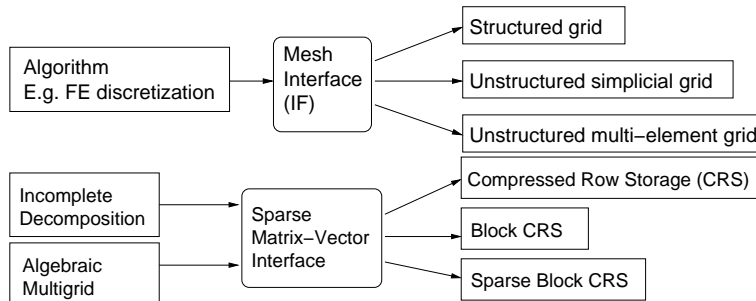 Algorithm
E.g. FE discretization
Mesh
Interface
(IF)
Structured grid
Unstructured simplicial grid
Unstructured multi−element grid
Incomplete
Decomposition
Algebraic
Multigrid
Sparse
Matrix−Vector
Interface
Compressed Row Storage (CRS)
Block CRS
Sparse Block CRS